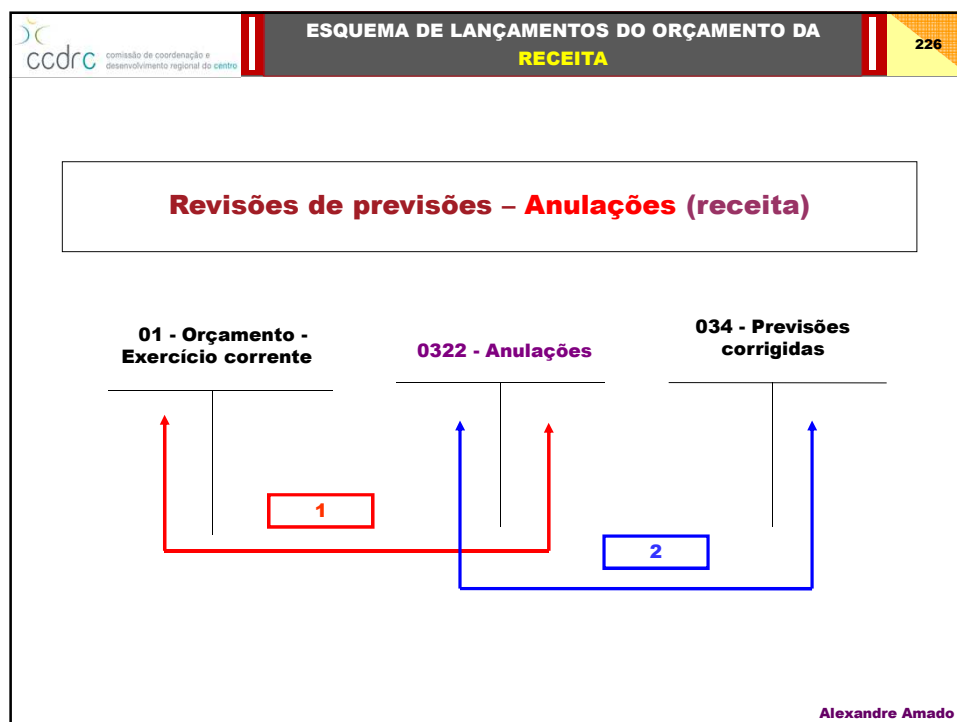 ccdrc
comissão de coordenação e
desenvolvimento regional do centro
ESQUEMA DE LANÇAMENTOS DO ORÇAMENTO DA
RECEITA
226
Revisões de previsões – Anulações (receita)
01 - Orçamento -
Exercício corrente
0322 - Anulações
034 - Previsões
corrigidas
1
2
Alexandre Amado